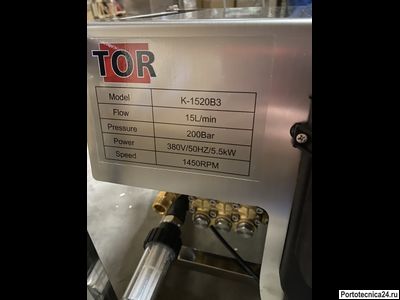 TOR
Model K-1520B3
Flow 15L/min
Pressure 200Bar
Power 380V/50HZ/5.5kW
Speed 1450RPM
Portotecnica24.ru